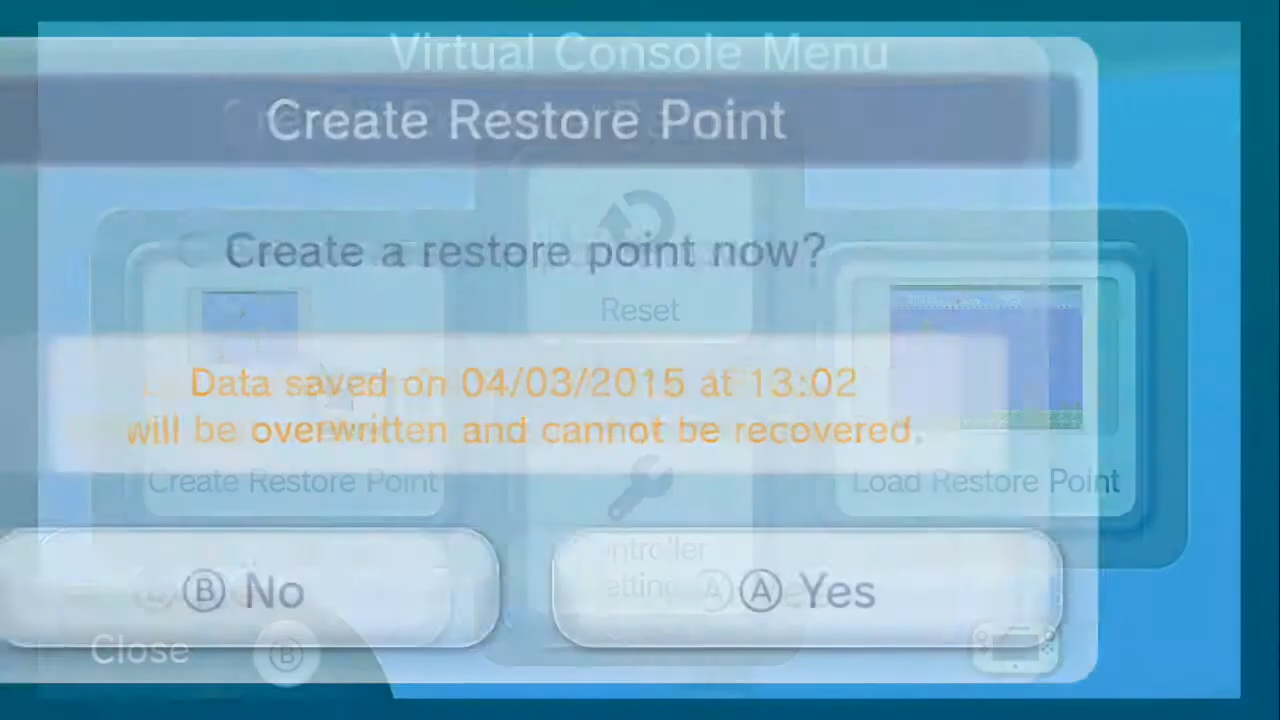 Virtual Console Menu
Create Restore Point
Create a restore point now?
Reset
Data saved on 04/03/2015 at 13:02
will be overwritten and cannot be recovered.
Create Restore Point
Load Restore Point
B No
A Yes
Close
B